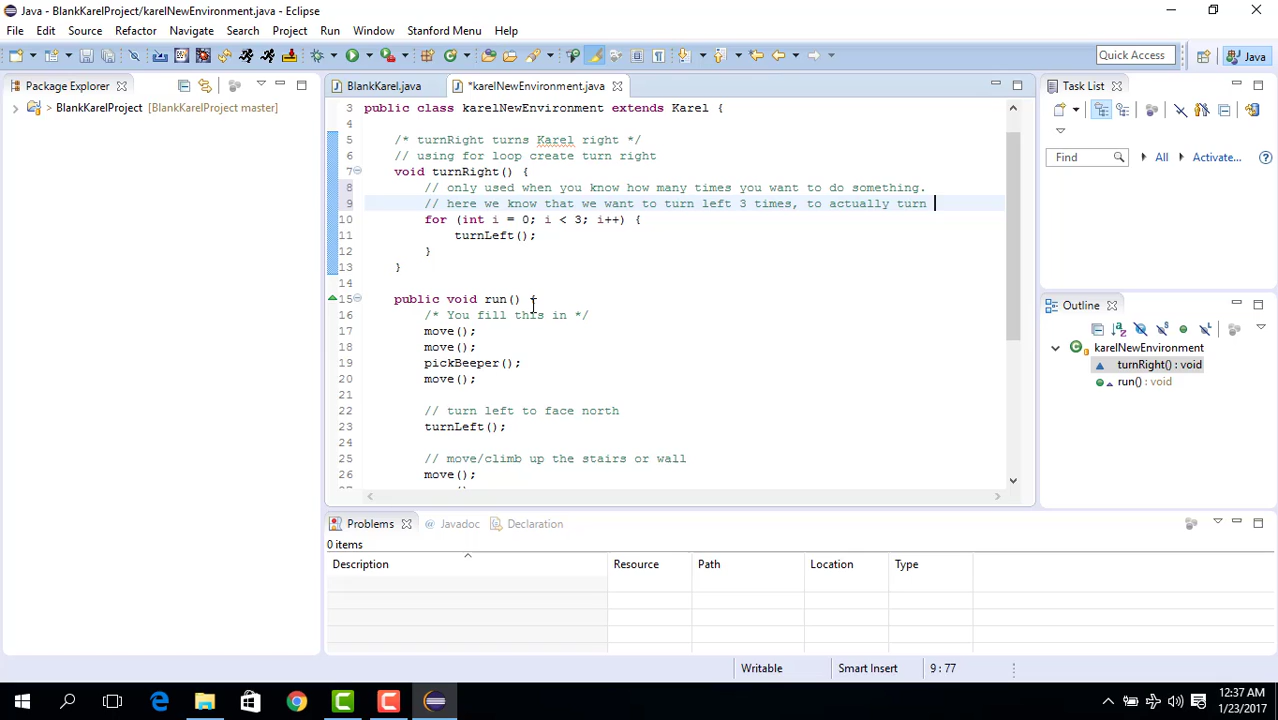 Java - BlankKarelProject/karelNewEnvironment.java - Eclipse
File Edit Source Refactor Navigate Search Project Run Window Stanford Menu Help
Quick Access
Java
Package Explorer
BlankKarel.java
*karelNewEnvironment.java
Task List
> BlankKarelProject [BlankKarelProject master]
3 public class karelNewEnvironment extends Karel {
4
5 /* turnRight turns Karel right */
6 // using for loop create turn right
7 void turnRight() {
8 // only used when you know how many times you want to do something.
9 // here we know that we want to turn left 3 times, to actually turn
10 for (int i = 0; i < 3; i++) {
11 turnLeft();
12 }
13 }
14
15 public void run() {
16 /* You fill this in */
17 move();
18 move();
19 pickBeeper();
20 move();
21
22 // turn left to face north
23 turnLeft();
24
25 // move/climb up the stairs or wall
26 move();
Find
All
Activate...
Outline
karelNewEnvironment
turnRight() : void
run() : void
Problems
@ Javadoc
Declaration
0 items
Description Resource Path Location Type
Writable
Smart Insert
9 : 77
12:37 AM
1/23/2017